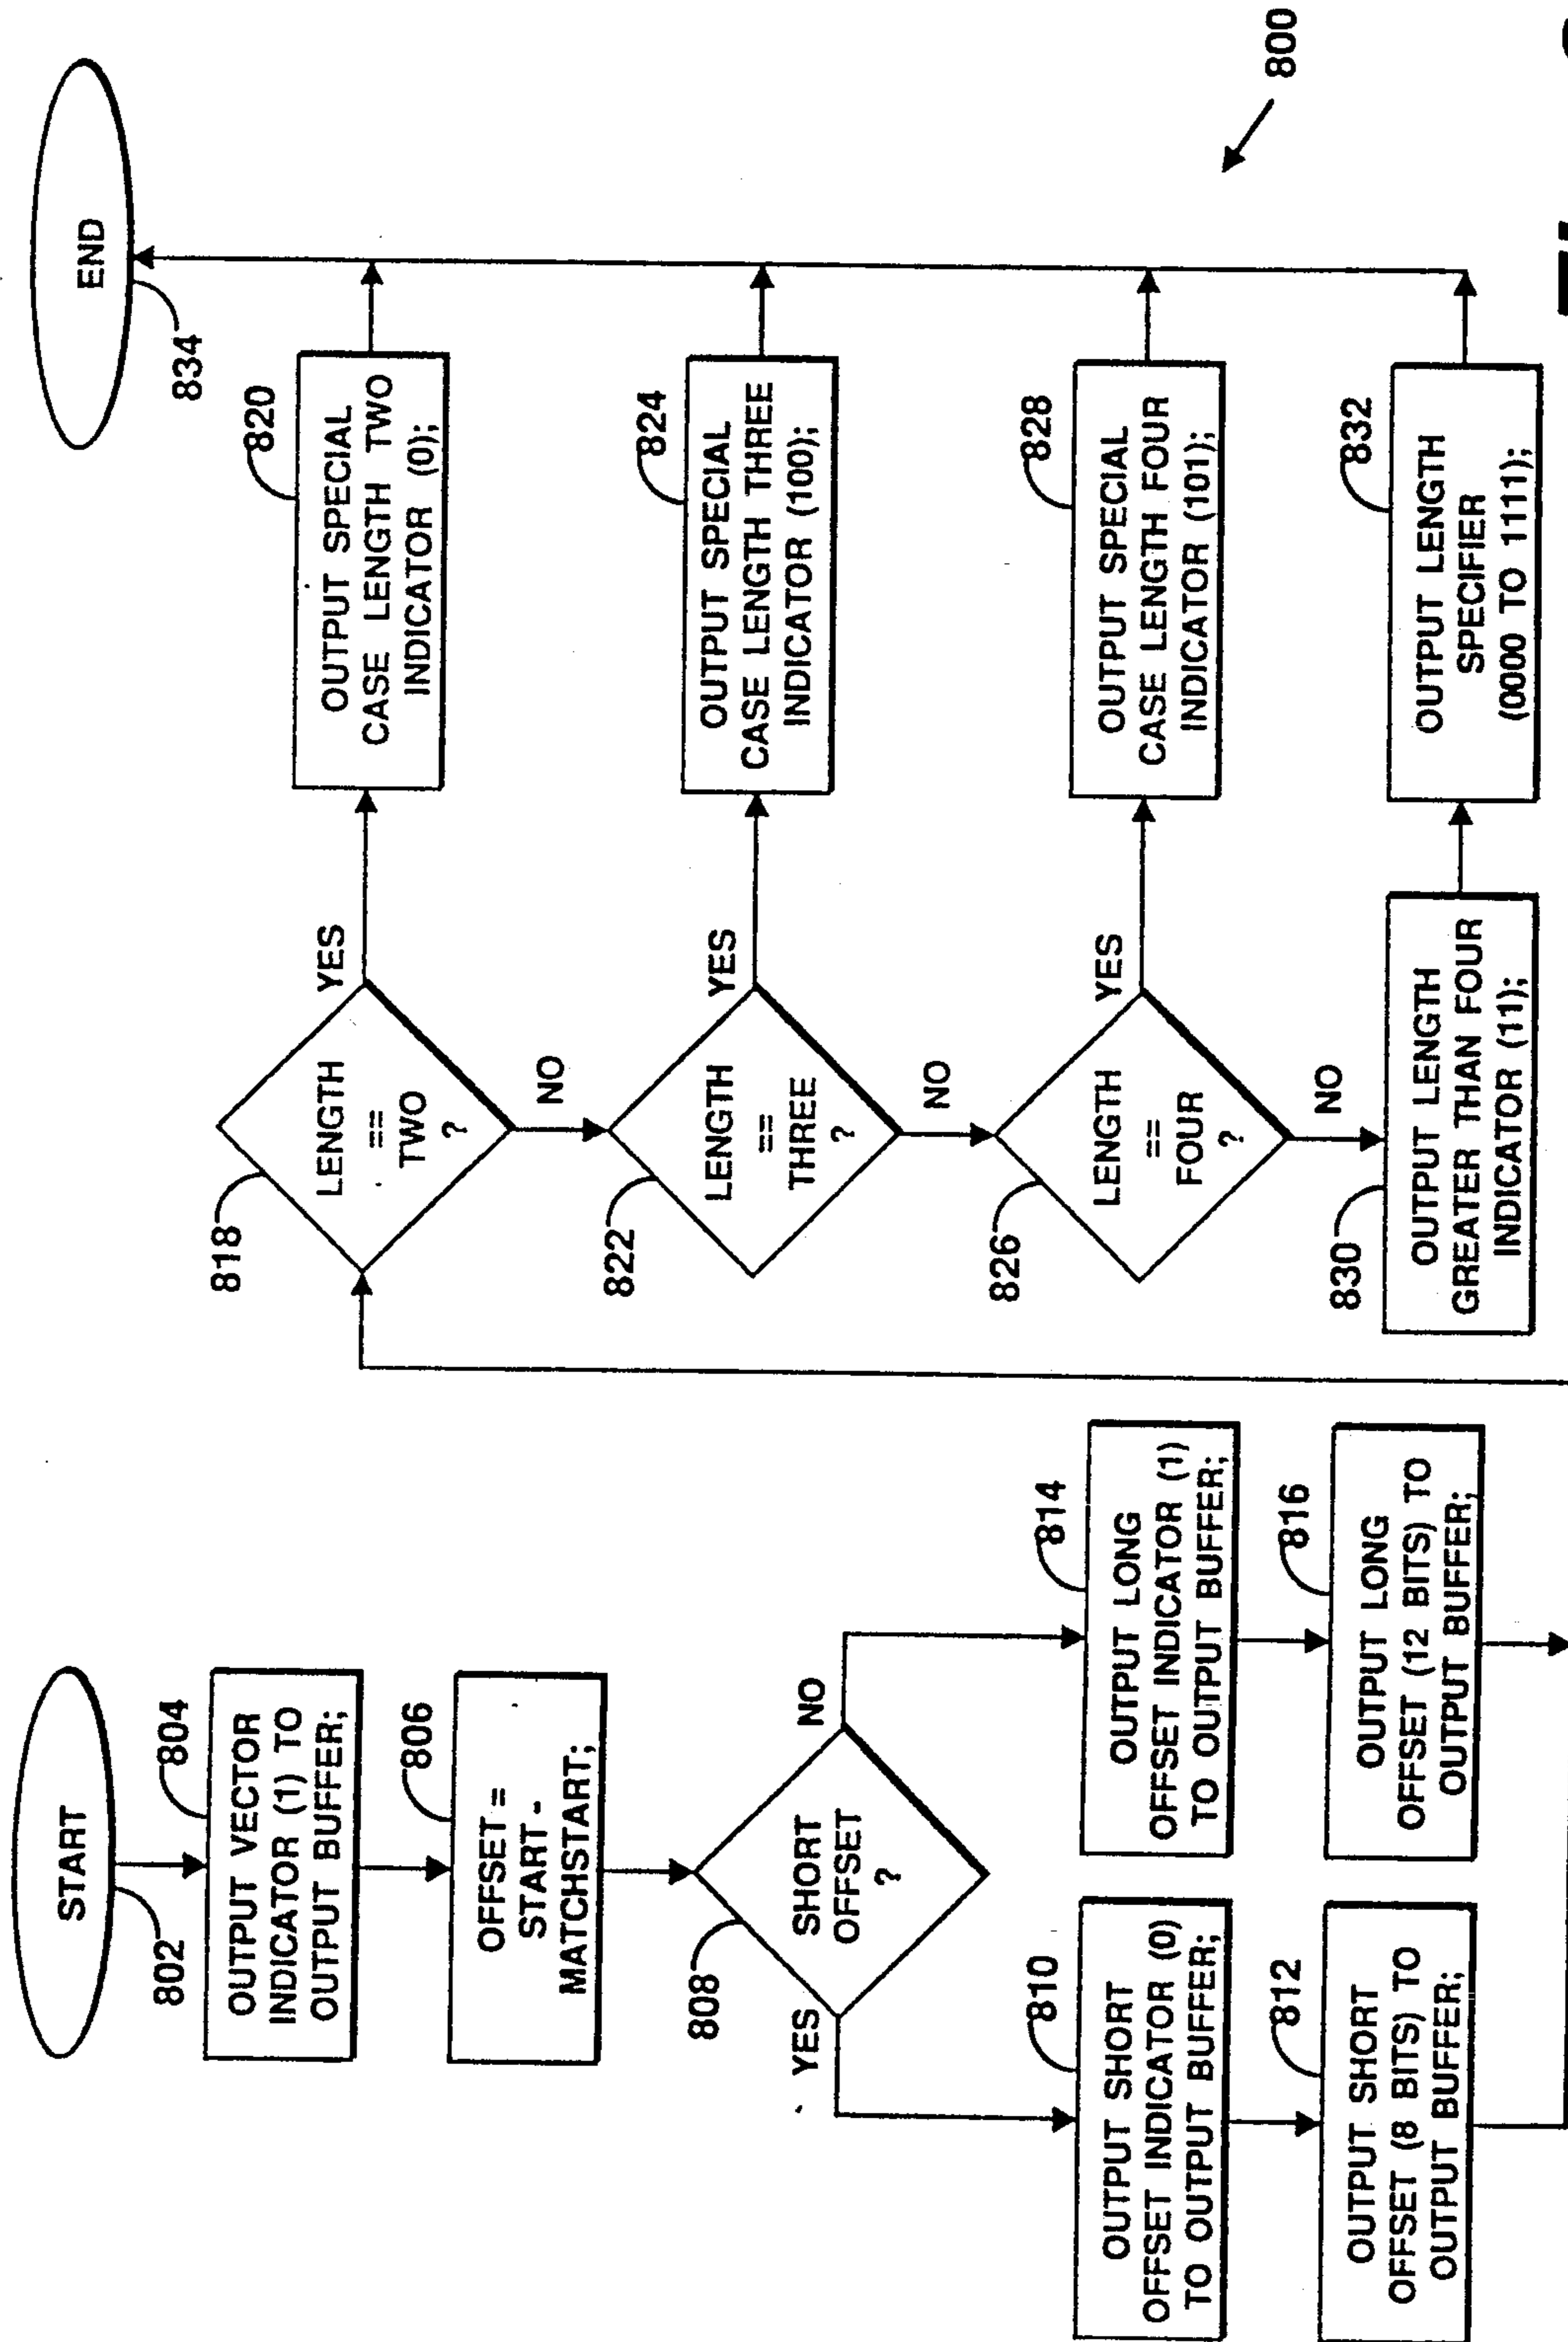 START
802
804
OUTPUT VECTOR
INDICATOR (1) TO
OUTPUT BUFFER;
806
OFFSET =
START -
MATCHSTART;
808
SHORT
OFFSET
?
YES
NO
810
OUTPUT SHORT
OFFSET INDICATOR (0)
TO OUTPUT BUFFER;
812
OUTPUT SHORT
OFFSET (8 BITS) TO
OUTPUT BUFFER;
814
OUTPUT LONG
OFFSET INDICATOR (1)
TO OUTPUT BUFFER;
816
OUTPUT LONG
OFFSET (12 BITS) TO
OUTPUT BUFFER;
818
LENGTH
==
TWO
?
YES
NO
820
OUTPUT SPECIAL
CASE LENGTH TWO
INDICATOR (0);
822
LENGTH
==
THREE
?
YES
NO
824
OUTPUT SPECIAL
CASE LENGTH THREE
INDICATOR (100);
826
LENGTH
==
FOUR
?
YES
NO
828
OUTPUT SPECIAL
CASE LENGTH FOUR
INDICATOR (101);
830
OUTPUT LENGTH
GREATER THAN FOUR
INDICATOR (11);
832
OUTPUT LENGTH
SPECIFIER
(0000 TO 1111);
END
834
800